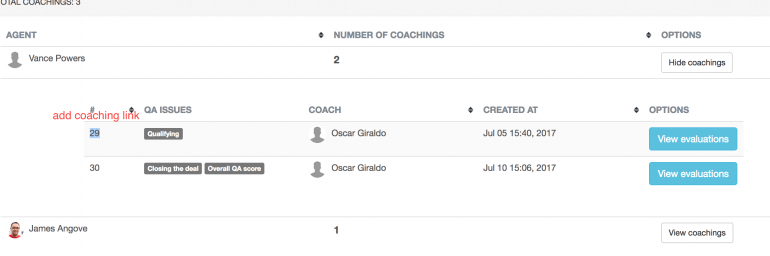 OTAL COACHINGS: 3
AGENT NUMBER OF COACHINGS OPTIONS
Vance Powers 2 Hide coachings
# QA ISSUES COACH CREATED AT OPTIONS
add coaching link
29 Qualifying Oscar Giraldo Jul 05 15:40, 2017 View evaluations
30 Closing the deal Overall QA score Oscar Giraldo Jul 10 15:06, 2017 View evaluations
James Angove 1 View coachings